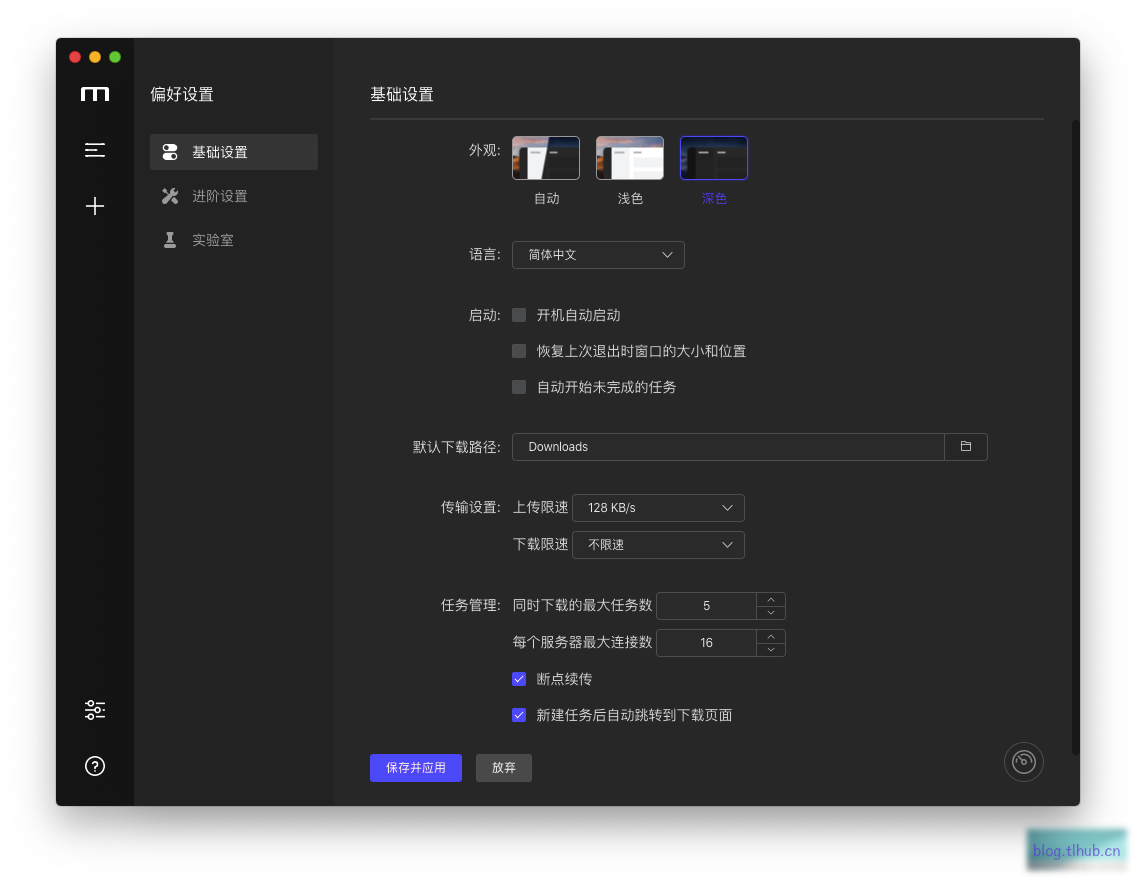 m
偏好设置
基础设置
进阶设置
实验室
基础设置
外观:
自动
浅色
深色
语言: 简体中文
启动: 开机自动启动
恢复上次退出时窗口的大小和位置
自动开始未完成的任务
默认下载路径: Downloads
传输设置: 上传限速 128 KB/s
下载限速 不限速
任务管理: 同时下载的最大任务数 5
每个服务器最大连接数 16
断点续传
新建任务后自动跳转到下载页面
保存并应用 放弃
blog.tlhub.cn